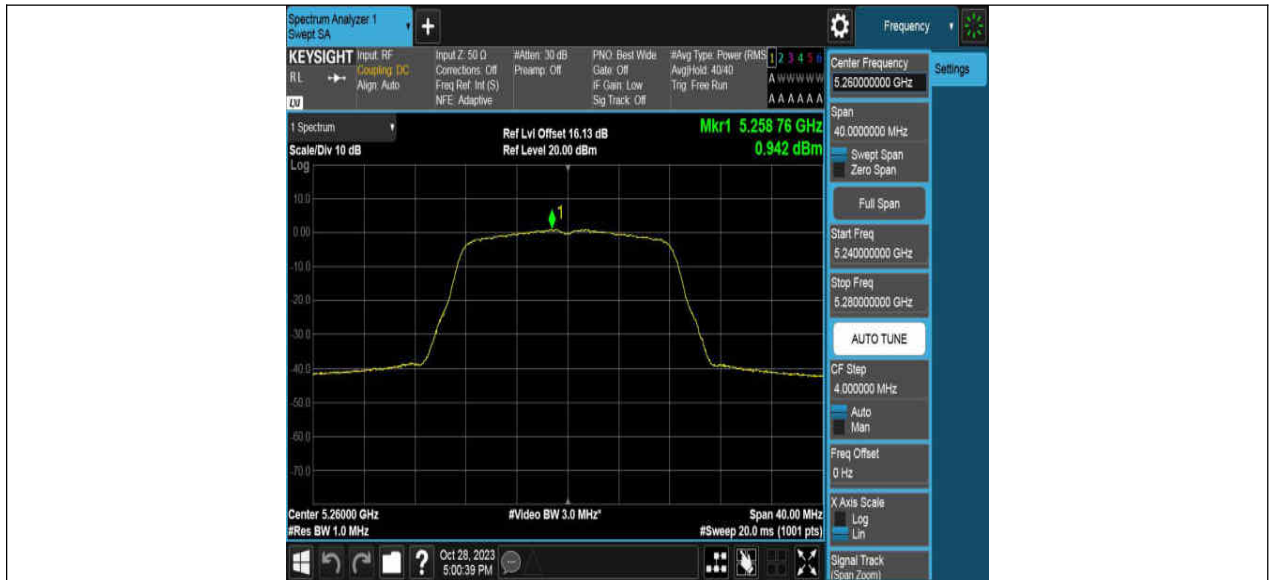 Spectrum Analyzer 1
Swept SA
+
Frequency
KEYSIGHT
RL
Input: RF
Coupling: DC
Align: Auto
Input Z: 50 Ω
Corrections: Off
Freq Ref: Int (S)
NFE: Adaptive
#Atten: 30 dB
Preamp: Off
PNO: Best Wide
Gate: Off
IF Gain: Low
Sig Track: Off
#Avg Type: Power (RMS
Avg|Hold: 40/40
Trig: Free Run
1 2 3 4 5 6
A W W W W W
A A A A A A
1 Spectrum
Scale/Div 10 dB
Log
Ref Lvl Offset 16.13 dB
Ref Level 20.00 dBm
Mkr1 5.258 76 GHz
0.942 dBm
1
10.0
0.00
-10.0
-20.0
-30.0
-40.0
-50.0
-60.0
-70.0
Center 5.26000 GHz
#Res BW 1.0 MHz
#Video BW 3.0 MHz*
Span 40.00 MHz
#Sweep 20.0 ms (1001 pts)
?
Oct 28, 2023
5:00:39 PM
Center Frequency
5.260000000 GHz
Settings
Span
40.0000000 MHz
Swept Span
Zero Span
Full Span
Start Freq
5.240000000 GHz
Stop Freq
5.280000000 GHz
AUTO TUNE
CF Step
4.000000 MHz
Auto
Man
Freq Offset
0 Hz
X Axis Scale
Log
Lin
Signal Track
(Span Zoom)